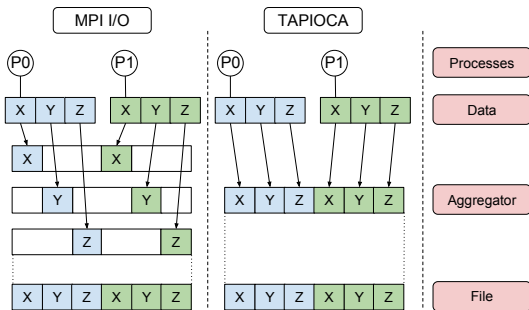 MPI I/O TAPIOCA
P0 P1 P0 P1 Processes
X Y Z X Y Z X Y Z X Y Z Data
X X
Y Y X Y Z X Y Z Aggregator
Z Z
X Y Z X Y Z X Y Z X Y Z File